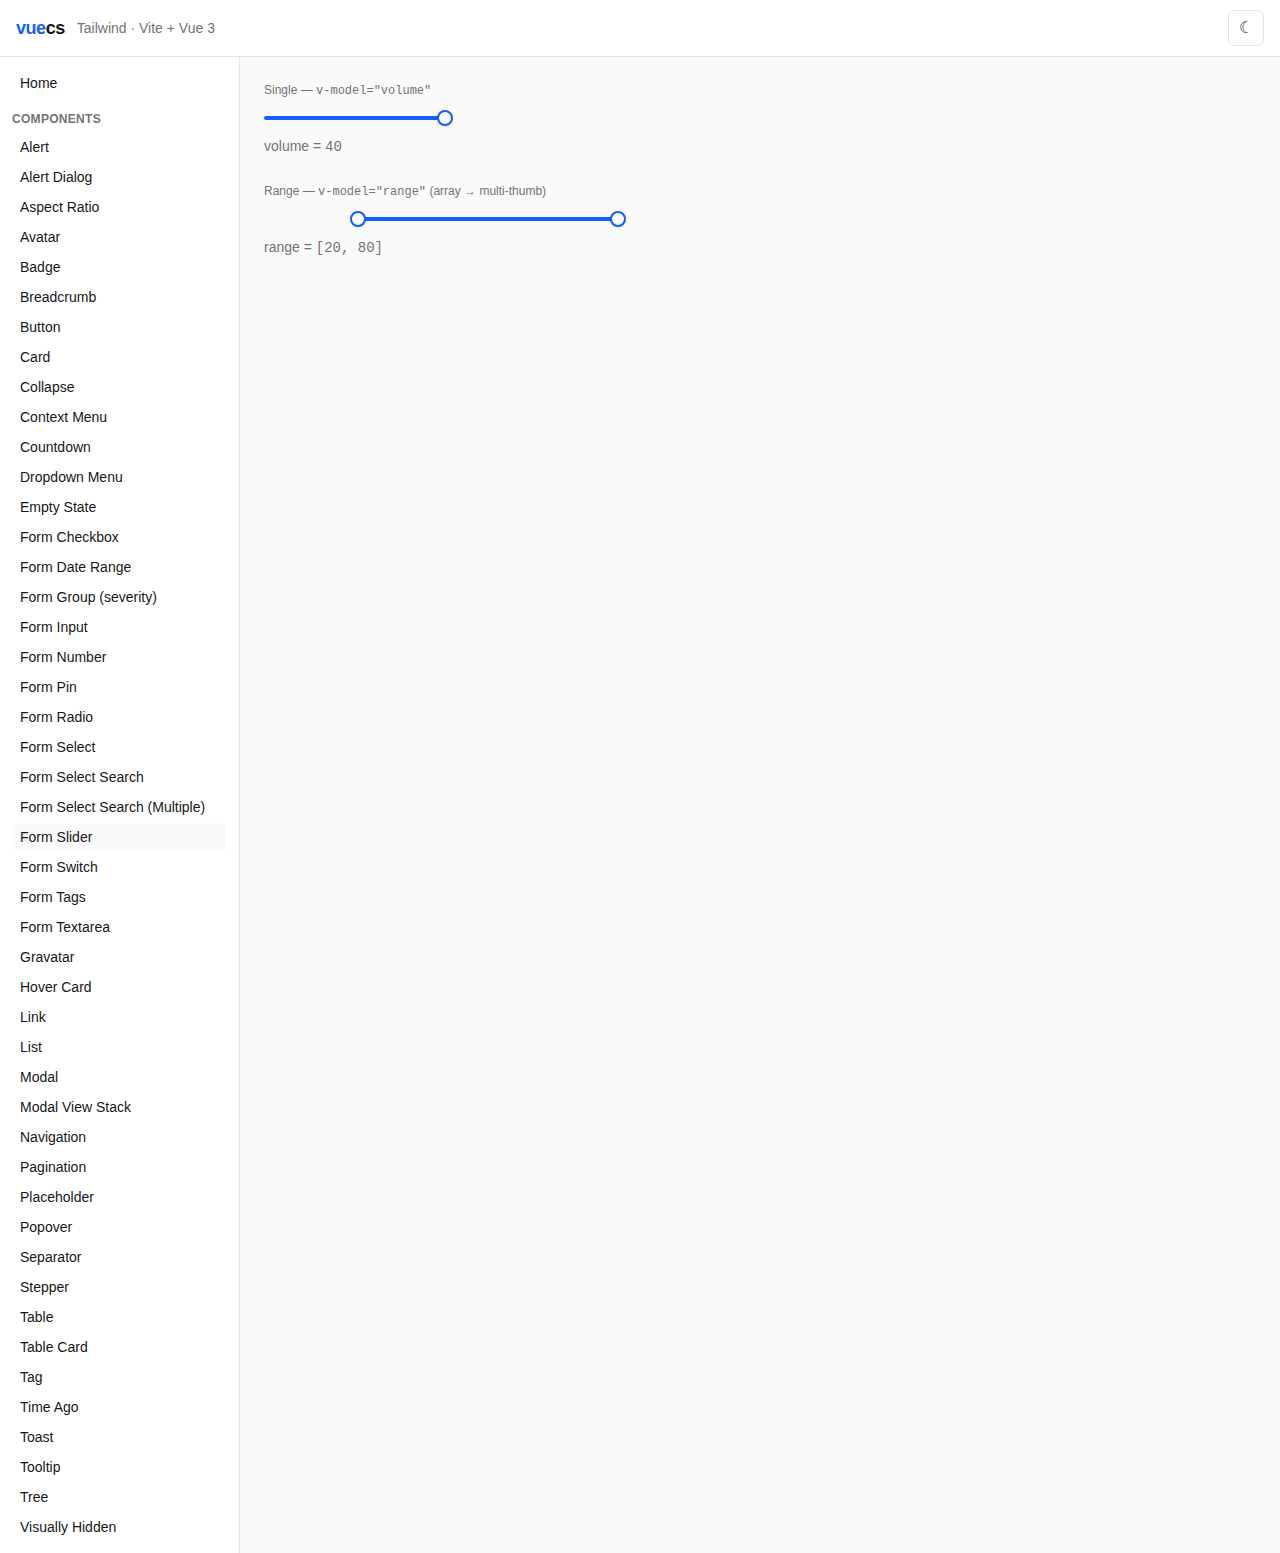 vuecs Tailwind · Vite + Vue 3 ☾
Home
COMPONENTS
Alert
Alert Dialog
Aspect Ratio
Avatar
Badge
Breadcrumb
Button
Card
Collapse
Context Menu
Countdown
Dropdown Menu
Empty State
Form Checkbox
Form Date Range
Form Group (severity)
Form Input
Form Number
Form Pin
Form Radio
Form Select
Form Select Search
Form Select Search (Multiple)
Form Slider
Form Switch
Form Tags
Form Textarea
Gravatar
Hover Card
Link
List
Modal
Modal View Stack
Navigation
Pagination
Placeholder
Popover
Separator
Stepper
Table
Table Card
Tag
Time Ago
Toast
Tooltip
Tree
Visually Hidden
Single — v-model="volume"
volume = 40
Range — v-model="range" (array → multi-thumb)
range = [20, 80]